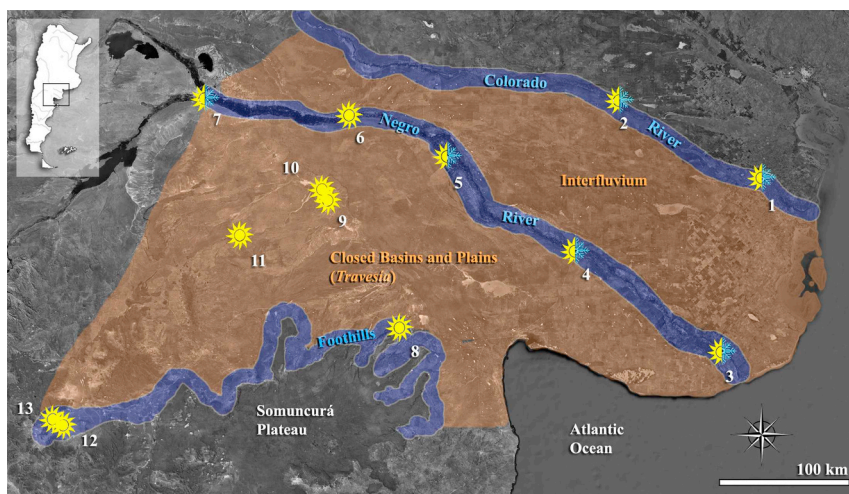 Colorado
River
2
1
7
6
Negro
5
River
Interfluvium
10
9
11
4
Closed Basins and Plains
(Travesía)
Foothills
8
3
13
12
Somuncurá
Plateau
Atlantic
Ocean
100 km